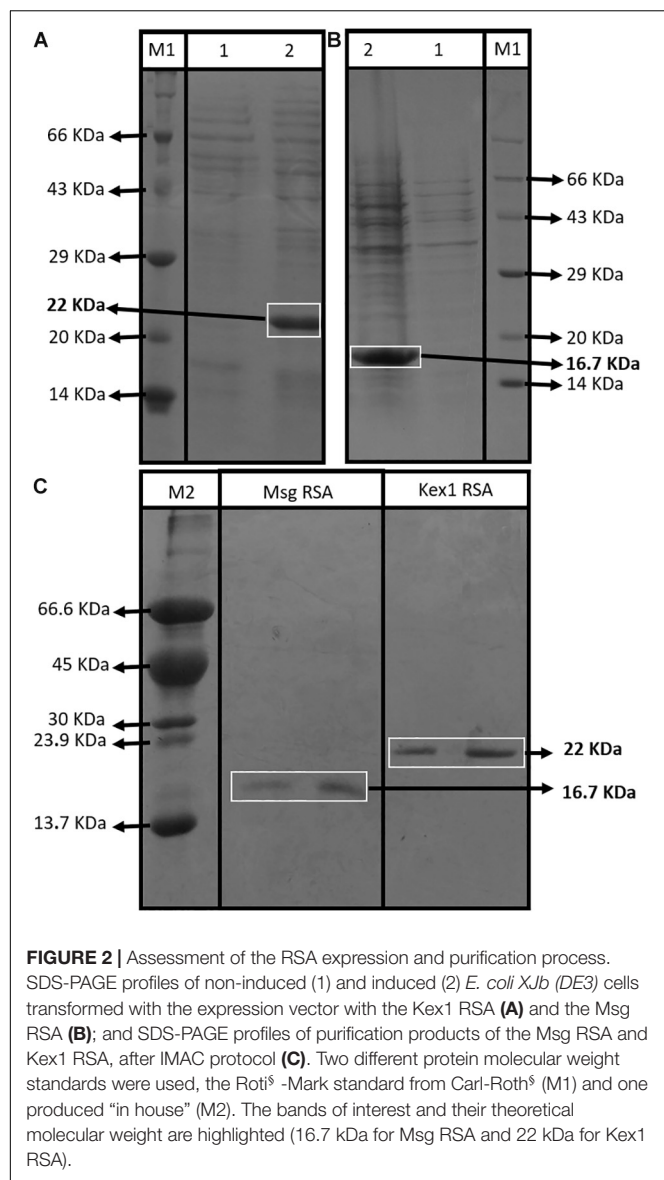 A
M1 1 2
66 KDa
43 KDa
29 KDa
22 KDa
20 KDa
14 KDa
B
2 1 M1
66 KDa
43 KDa
29 KDa
20 KDa
16.7 KDa
14 KDa
C
M2 Msg RSA Kex1 RSA
66.6 KDa
45 KDa
30 KDa
23.9 KDa
13.7 KDa
22 KDa
16.7 KDa
FIGURE 2 | Assessment of the RSA expression and purification process.
SDS-PAGE profiles of non-induced (1) and induced (2) E. coli XJb (DE3) cells
transformed with the expression vector with the Kex1 RSA (A) and the Msg
RSA (B); and SDS-PAGE profiles of purification products of the Msg RSA and
Kex1 RSA, after IMAC protocol (C). Two different protein molecular weight
standards were used, the Roti§ -Mark standard from Carl-Roth§ (M1) and one
produced “in house” (M2). The bands of interest and their theoretical
molecular weight are highlighted (16.7 kDa for Msg RSA and 22 kDa for Kex1
RSA).